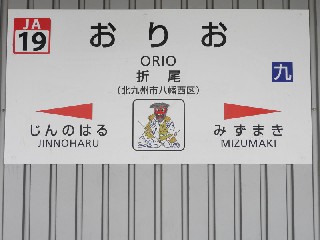 JA
19
おりお
ORIO
折尾
(北九州市八幡西区)
九
じんのはる
JINNOHARU
みずまき
MIZUMAKI